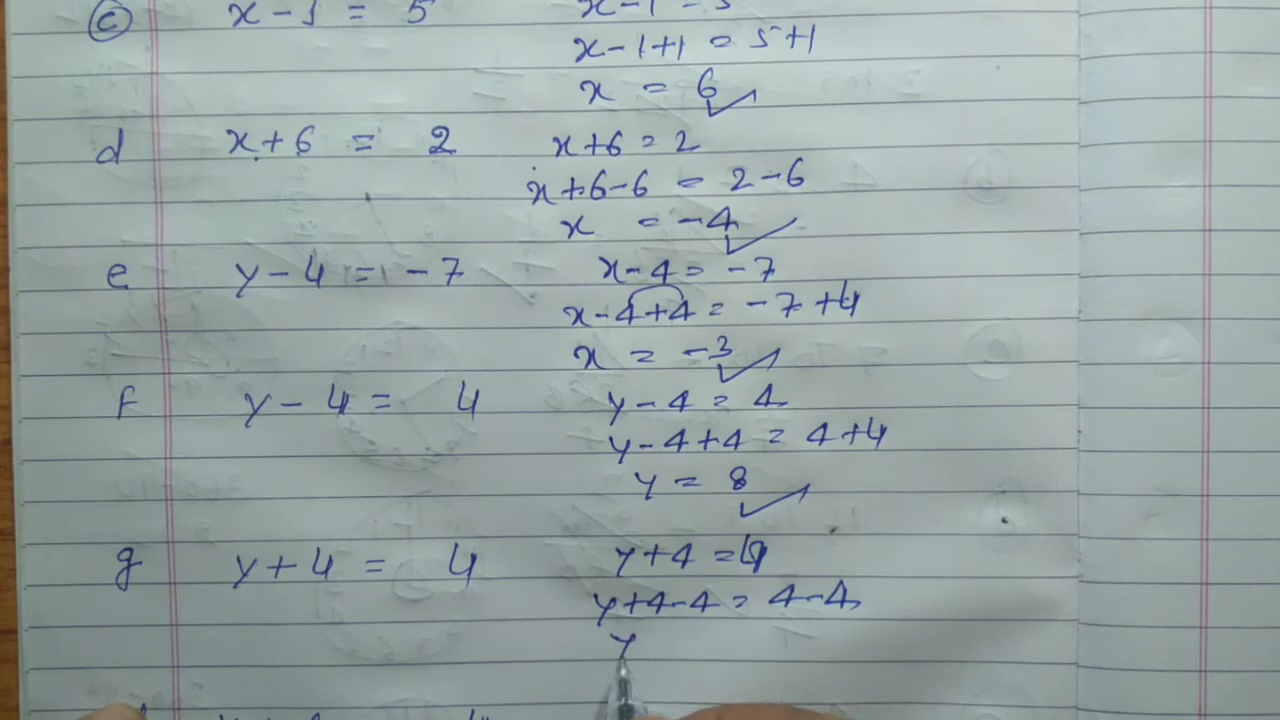 c x - 1 = 5 x - 1 = 5
x - 1 + 1 = 5 + 1
x = 6
d x + 6 = 2 x + 6 = 2
x + 6 - 6 = 2 - 6
x = -4
e y - 4 = -7 x - 4 = -7
x - 4 + 4 = -7 + 4
x = -3
f y - 4 = 4 y - 4 = 4
y - 4 + 4 = 4 + 4
y = 8
g y + 4 = 4 y + 4 = 4
y + 4 - 4 = 4 - 4
y